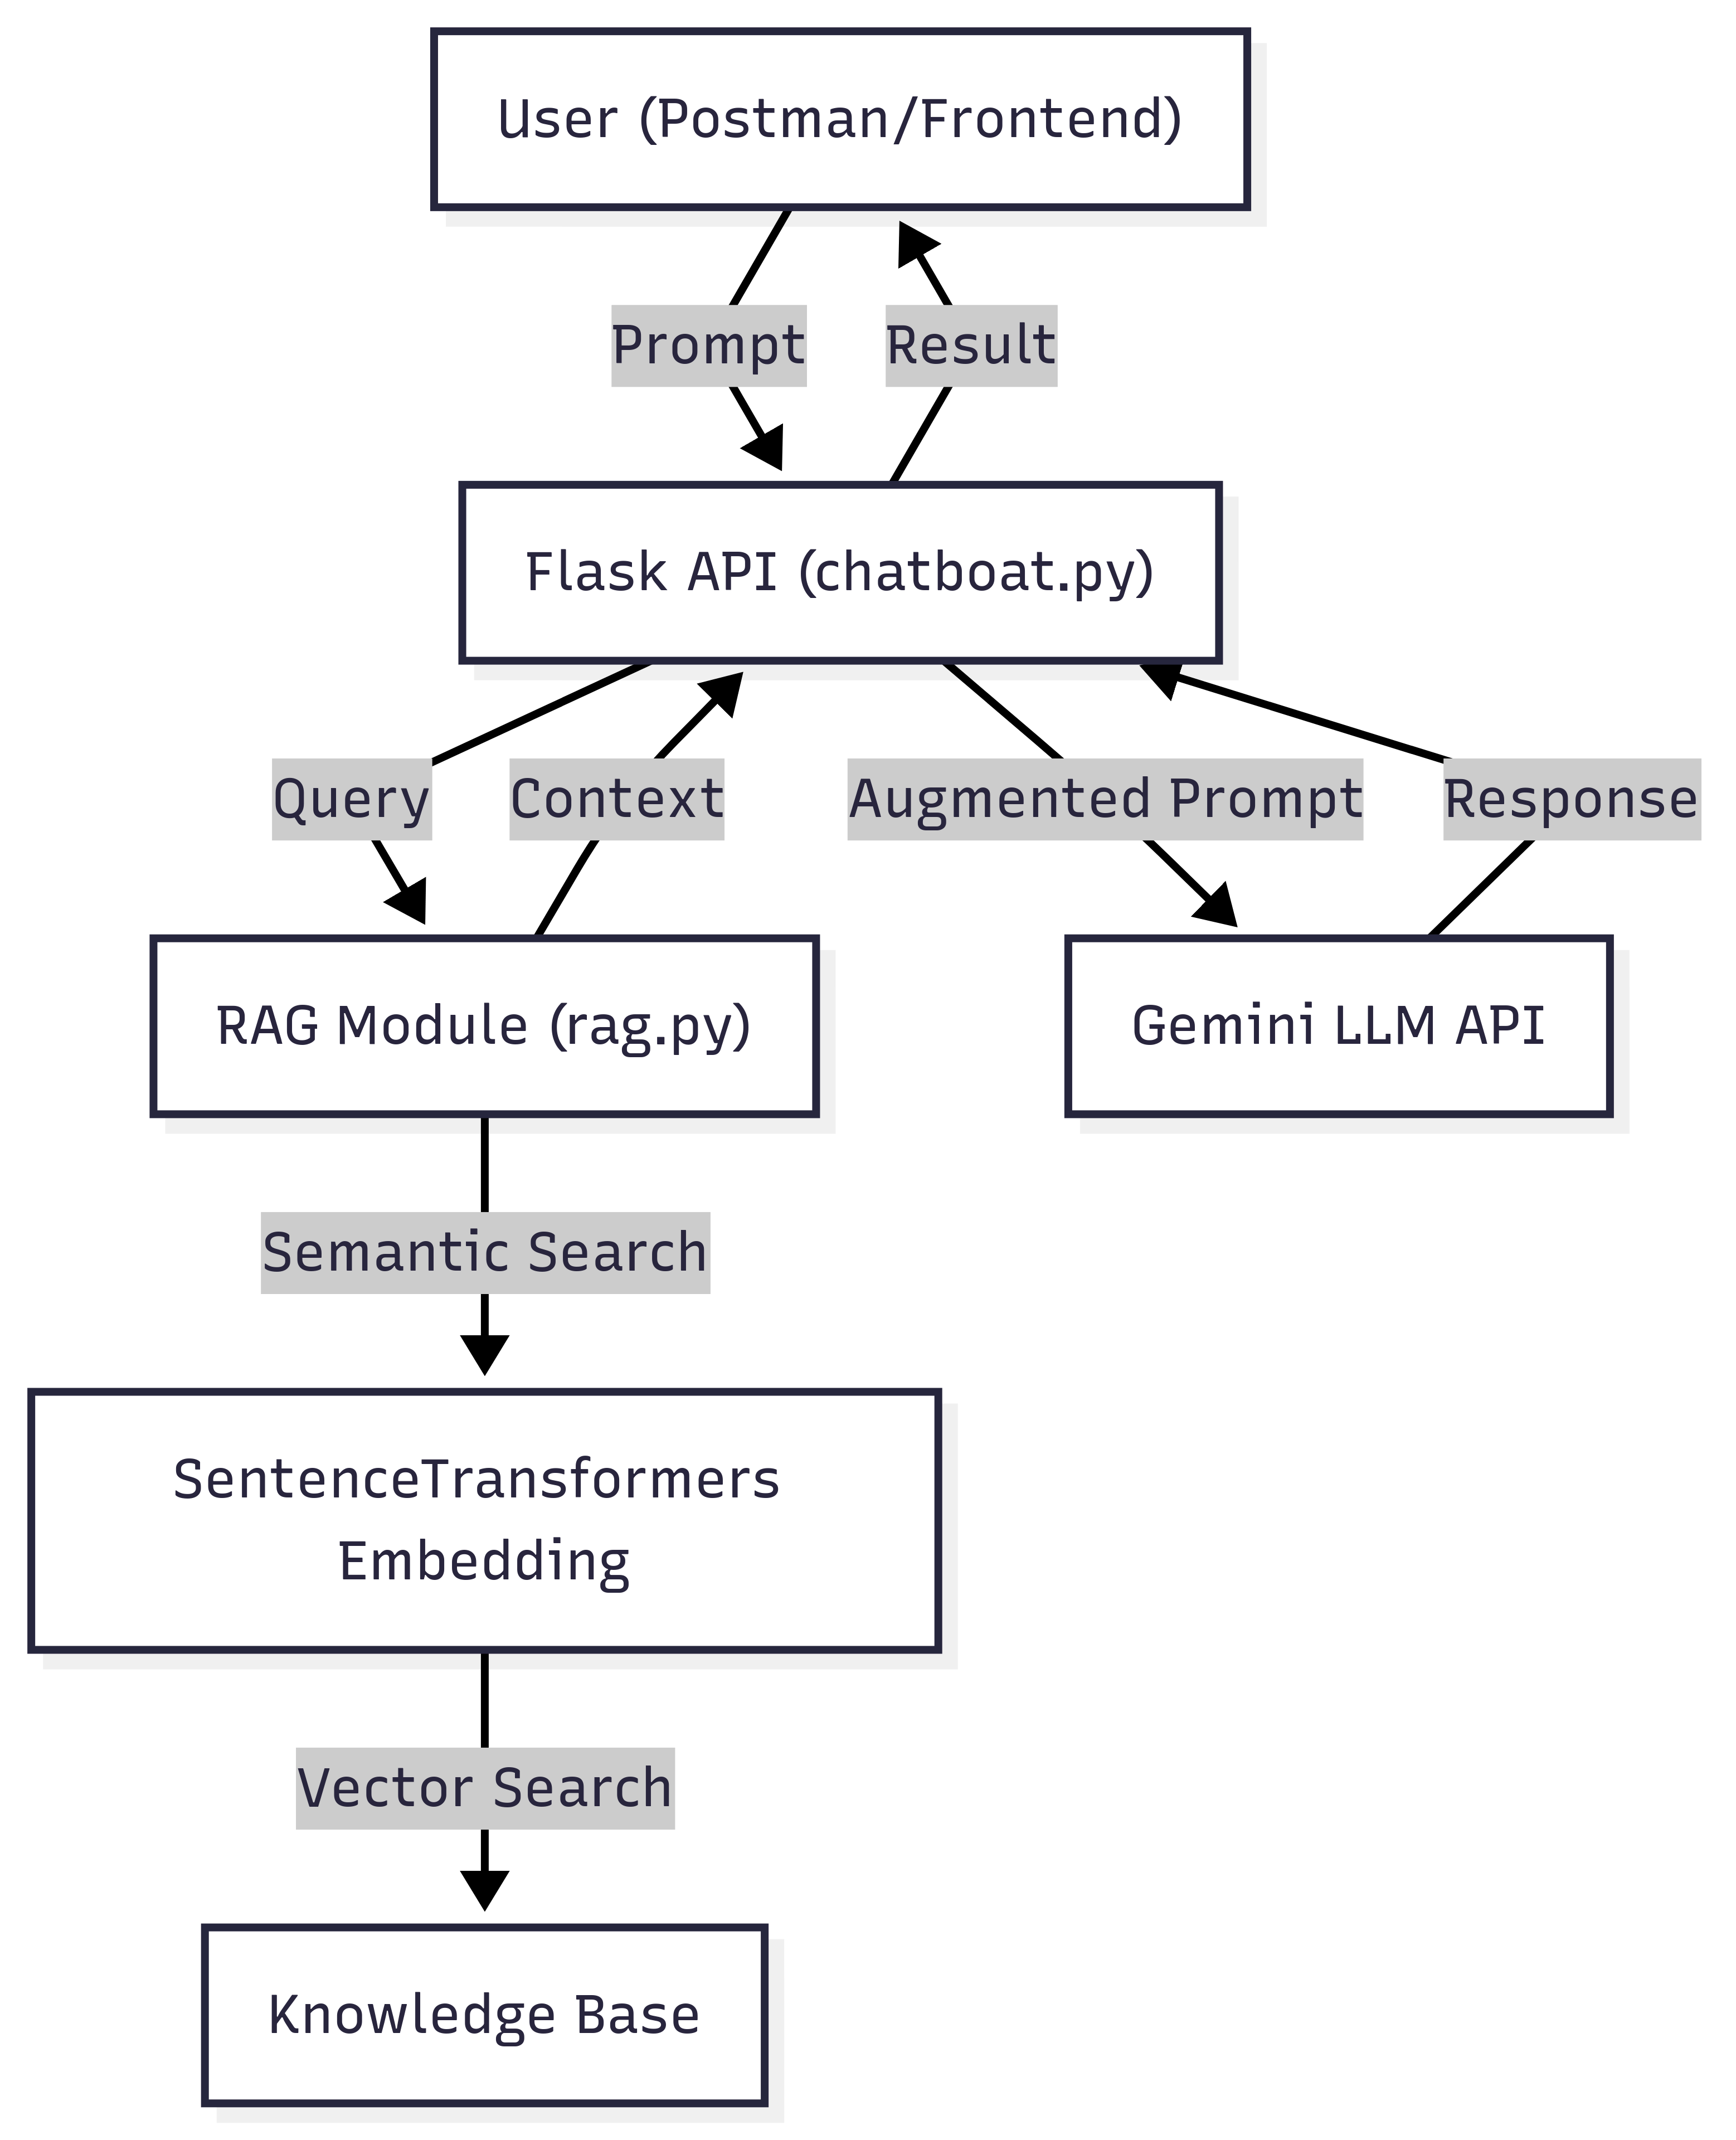 User (Postman/Frontend)
Prompt
Result
Flask API (chatboat.py)
Query
Context
Augmented Prompt
Response
RAG Module (rag.py)
Gemini LLM API
Semantic Search
SentenceTransformers
Embedding
Vector Search
Knowledge Base